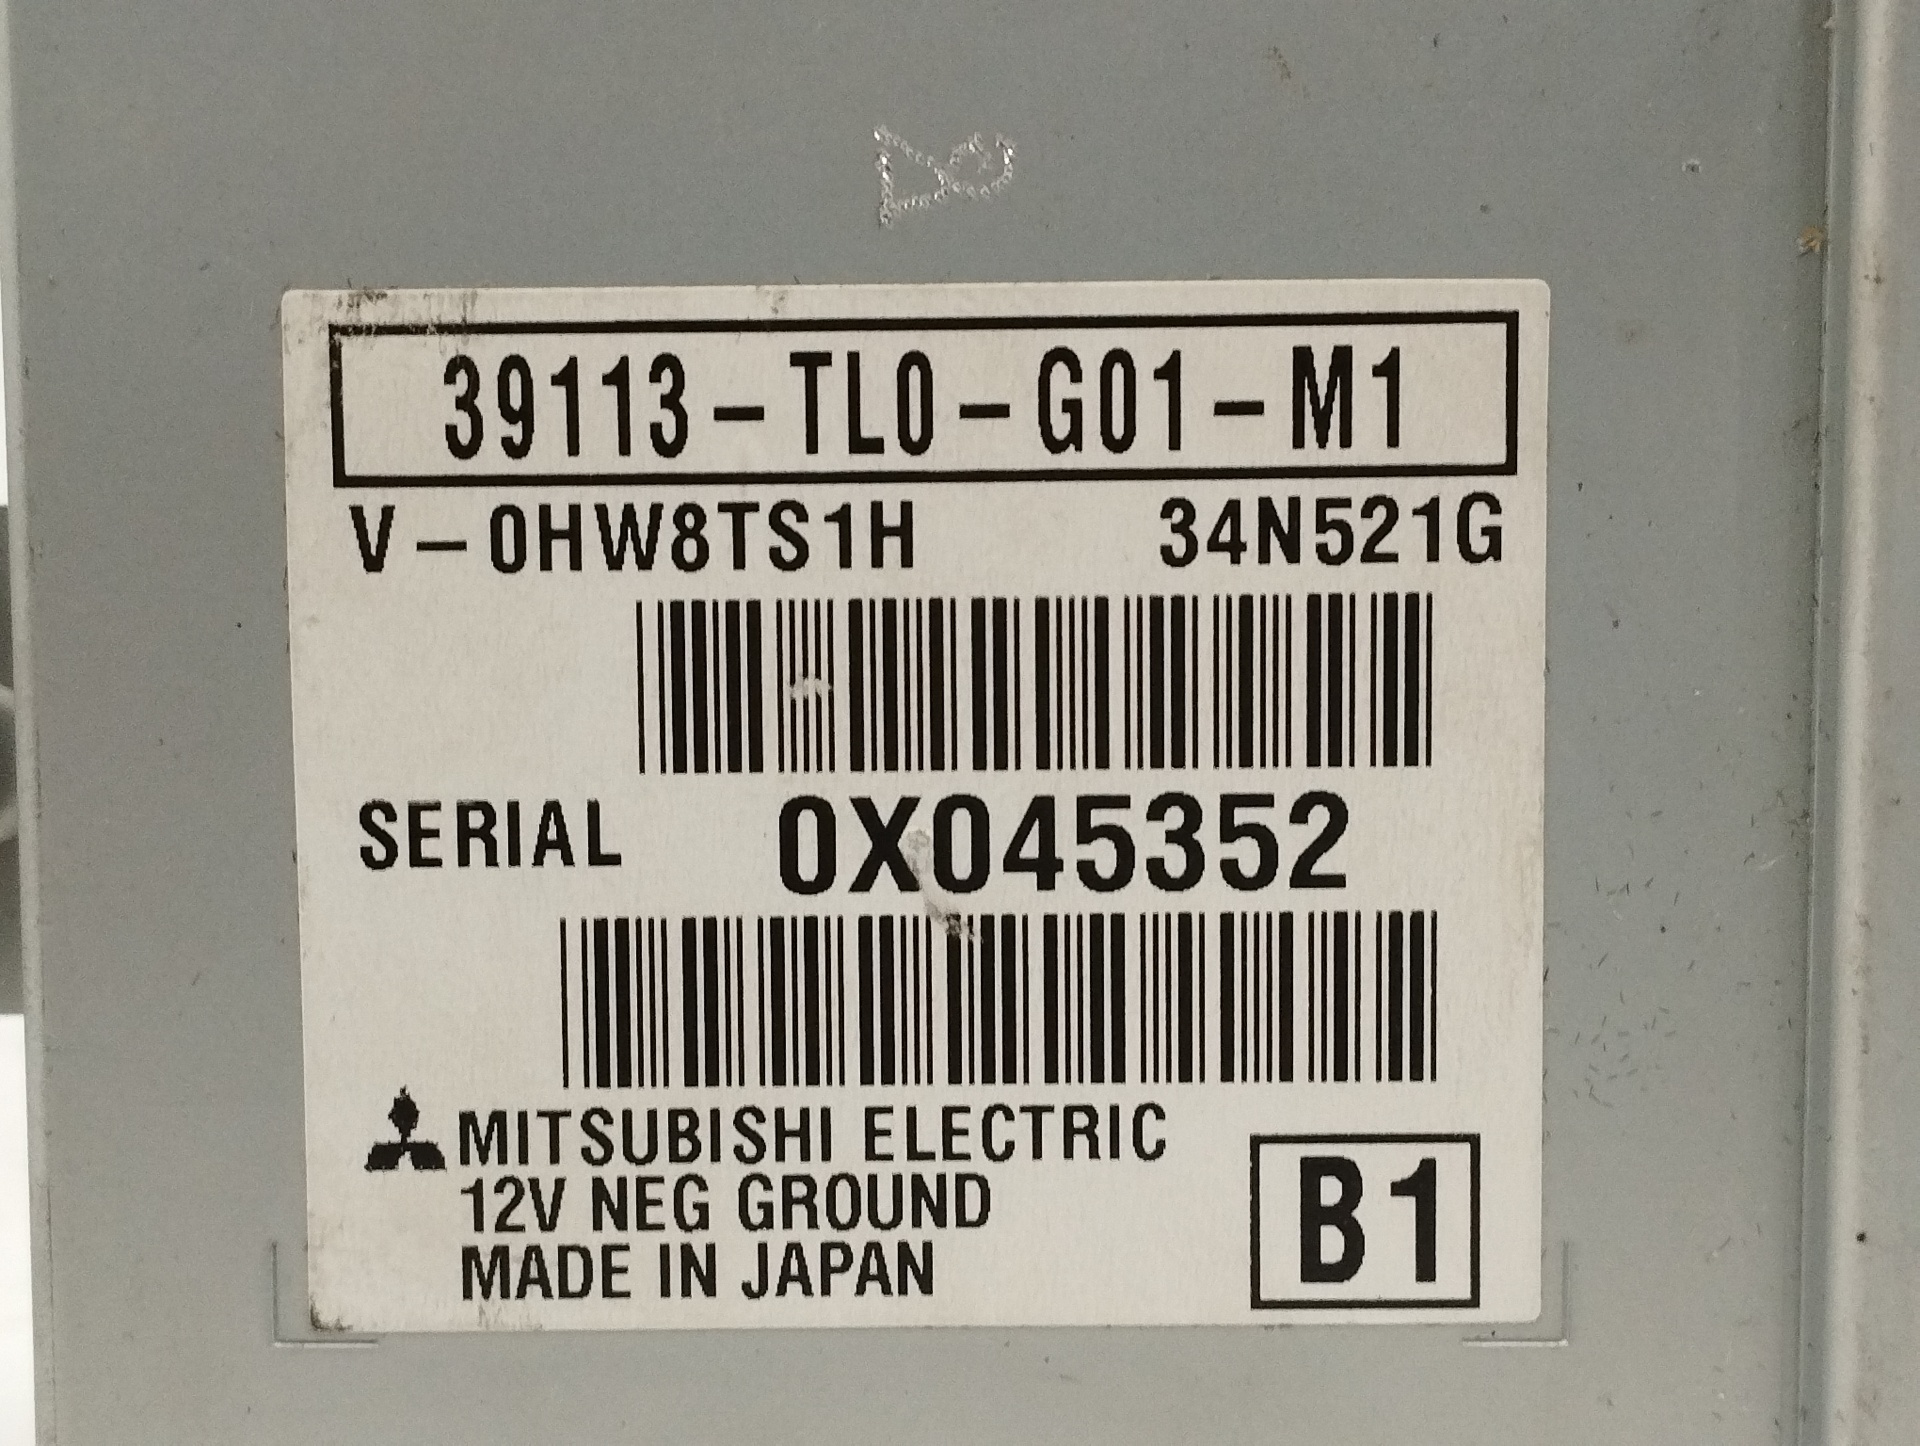 39113-TL0-G01-M1
V-0HW8TS1H 34N521G
SERIAL 0X045352
MITSUBISHI ELECTRIC
12V NEG GROUND
MADE IN JAPAN
B1